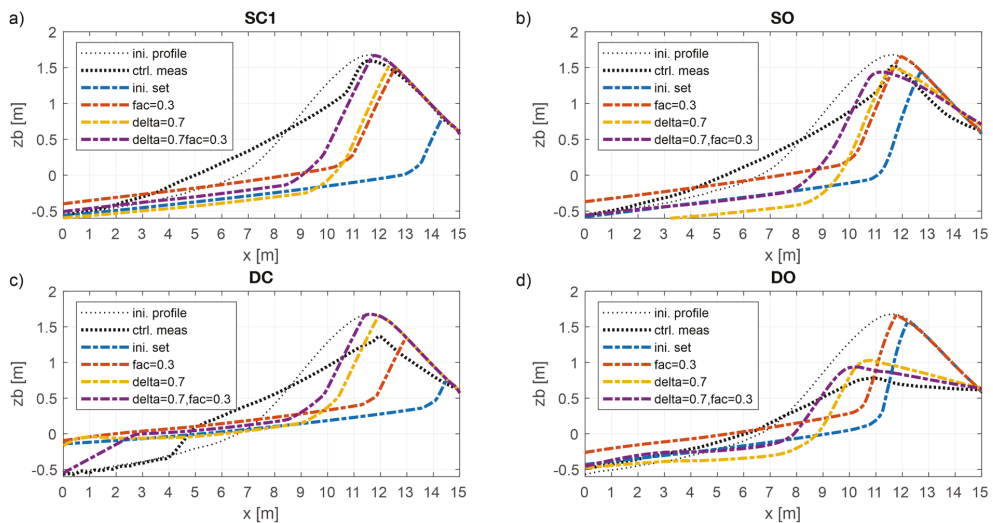 a) SC1
zb [m]
2
1.5
1
0.5
0
-0.5
ini. profile
ctrl. meas
ini. set
fac=0.3
delta=0.7
delta=0.7fac=0.3
0 1 2 3 4 5 6 7 8 9 10 11 12 13 14 15
x [m]
b) SO
zb [m]
2
1.5
1
0.5
0
-0.5
ini. profile
ctrl. meas
ini. set
fac=0.3
delta=0.7
delta=0.7,fac=0.3
0 1 2 3 4 5 6 7 8 9 10 11 12 13 14 15
x [m]
c) DC
zb [m]
2
1.5
1
0.5
0
-0.5
ini. profile
ctrl. meas
ini. set
fac=0.3
delta=0.7
delta=0.7,fac=0.3
0 1 2 3 4 5 6 7 8 9 10 11 12 13 14 15
x [m]
d) DO
zb [m]
2
1.5
1
0.5
0
-0.5
ini. profile
ctrl. meas
ini. set
fac=0.3
delta=0.7
delta=0.7,fac=0.3
0 1 2 3 4 5 6 7 8 9 10 11 12 13 14 15
x [m]